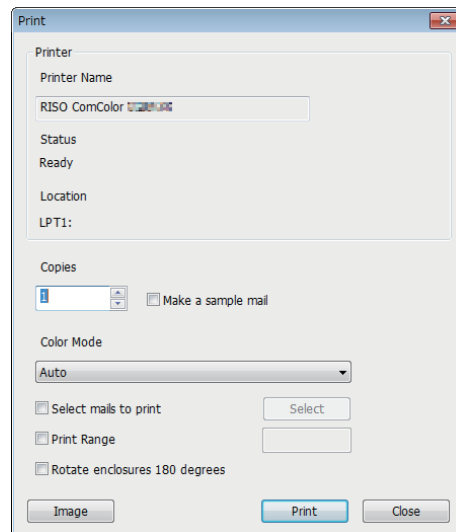 Print
Printer
Printer Name
RISO ComColor
Status
Ready
Location
LPT1:
Copies
1
Make a sample mail
Color Mode
Auto
Select mails to print
Select
Print Range
Rotate enclosures 180 degrees
Image
Print
Close